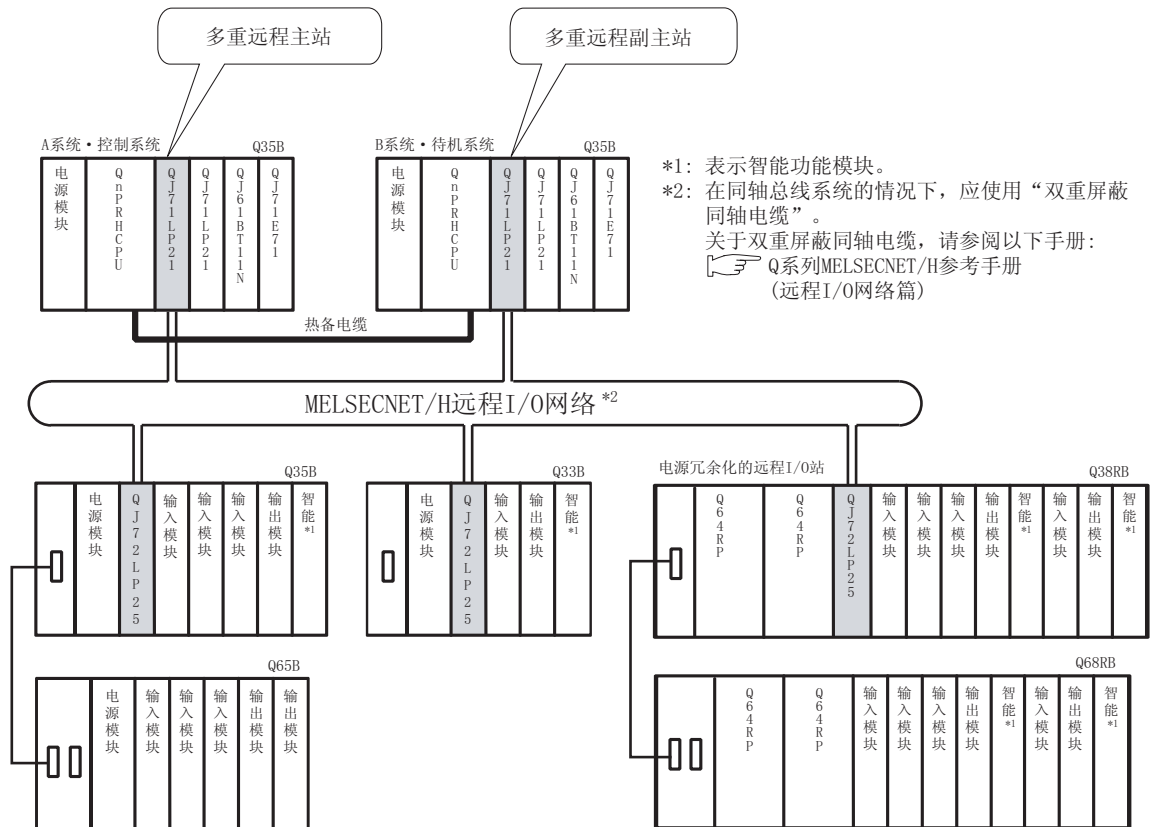 多重远程主站
多重远程副主站
A系统·控制系统
Q35B
电源模块
QnPRHCPU
QJ71LP21
QJ71LP21
QJ61BT11N
QJ71E71
B系统·待机系统
Q35B
电源模块
QnPRHCPU
QJ71LP21
QJ71LP21
QJ61BT11N
QJ71E71
*1: 表示智能功能模块。
*2: 在同轴总线系统的情况下, 应使用“双重屏蔽
同轴电缆”。
关于双重屏蔽同轴电缆, 请参阅以下手册:
Q系列MELSECNET/H参考手册
(远程I/O网络篇)
热备电缆
MELSECNET/H远程I/O网络 *2
Q35B
电源模块
QJ72LP25
输入模块
输入模块
输入模块
输出模块
智能*1
Q33B
电源模块
QJ72LP25
输入模块
输出模块
智能*1
电源冗余化的远程I/O站
Q38RB
Q64RP
Q64RP
QJ72LP25
输入模块
输入模块
输入模块
输出模块
智能*1
输入模块
输出模块
智能*1
Q65B
电源模块
输入模块
输入模块
输入模块
输出模块
输出模块
Q68RB
Q64RP
Q64RP
输入模块
输入模块
输入模块
输出模块
智能*1
输入模块
输出模块
智能*1